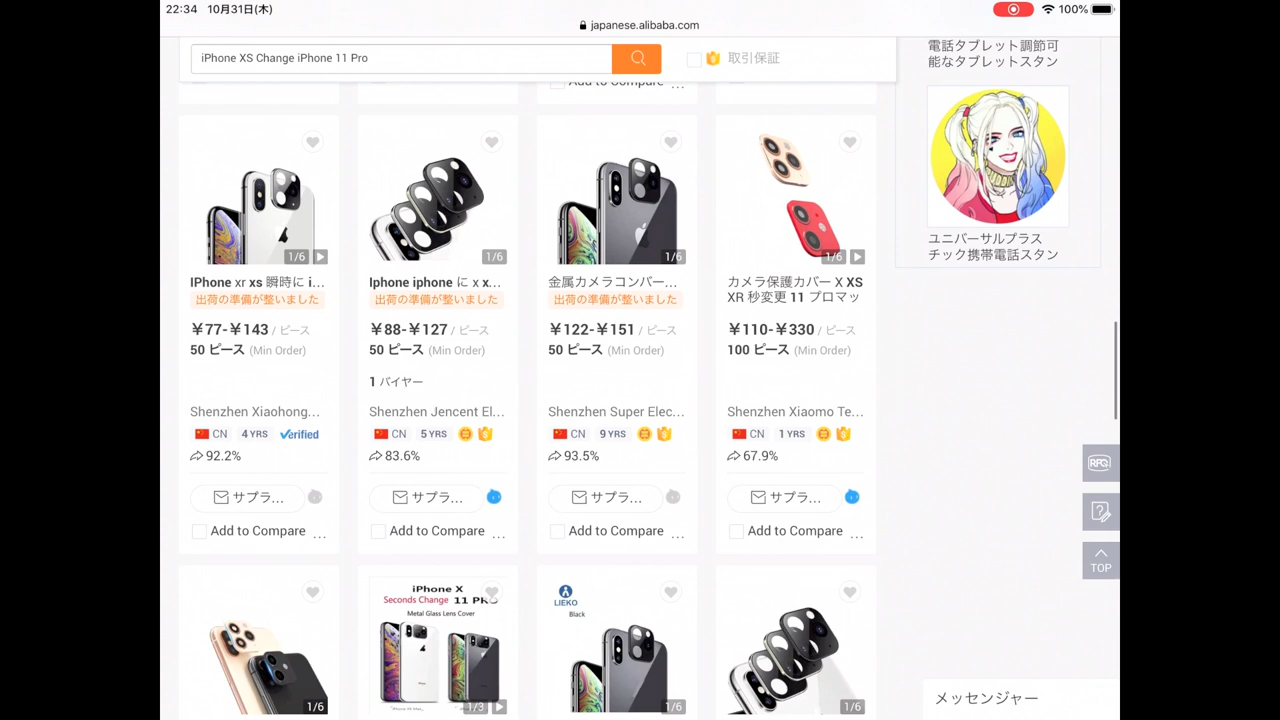 22:34 10月31日(木)
100%
japanese.alibaba.com
iPhone XS Change iPhone 11 Pro
取引保証
電話タブレット調節可
能なタブレットスタン
Add to Compare ...
ユニバーサルプラス
チック携帯電話スタン
1/6
1/6
1/6
1/6
IPhone xr xs 瞬時に i...
出荷の準備が整いました
¥77-¥143 / ピース
50 ピース (Min Order)
Shenzhen Xiaohong...
CN 4 YRS Verified
92.2%
サプラ...
Add to Compare ...
Iphone iphone に x x...
出荷の準備が整いました
¥88-¥127 / ピース
50 ピース (Min Order)
1 バイヤー
Shenzhen Jencent El...
CN 5 YRS
83.6%
サプラ...
Add to Compare ...
金属カメラコンバー...
出荷の準備が整いました
¥122-¥151 / ピース
50 ピース (Min Order)
Shenzhen Super Elec...
CN 9 YRS
93.5%
サプラ...
Add to Compare ...
カメラ保護カバー X XS
XR 秒変更 11 プロマッ
¥110-¥330 / ピース
100 ピース (Min Order)
Shenzhen Xiaomo Te...
CN 1 YRS
67.9%
サプラ...
Add to Compare ...
RFQ
TOP
1/6
iPhone X
Seconds Change 11 PRO
Metal Glass Lens Cover
1/3
LIEKO
Black
1/6
1/6
メッセンジャー